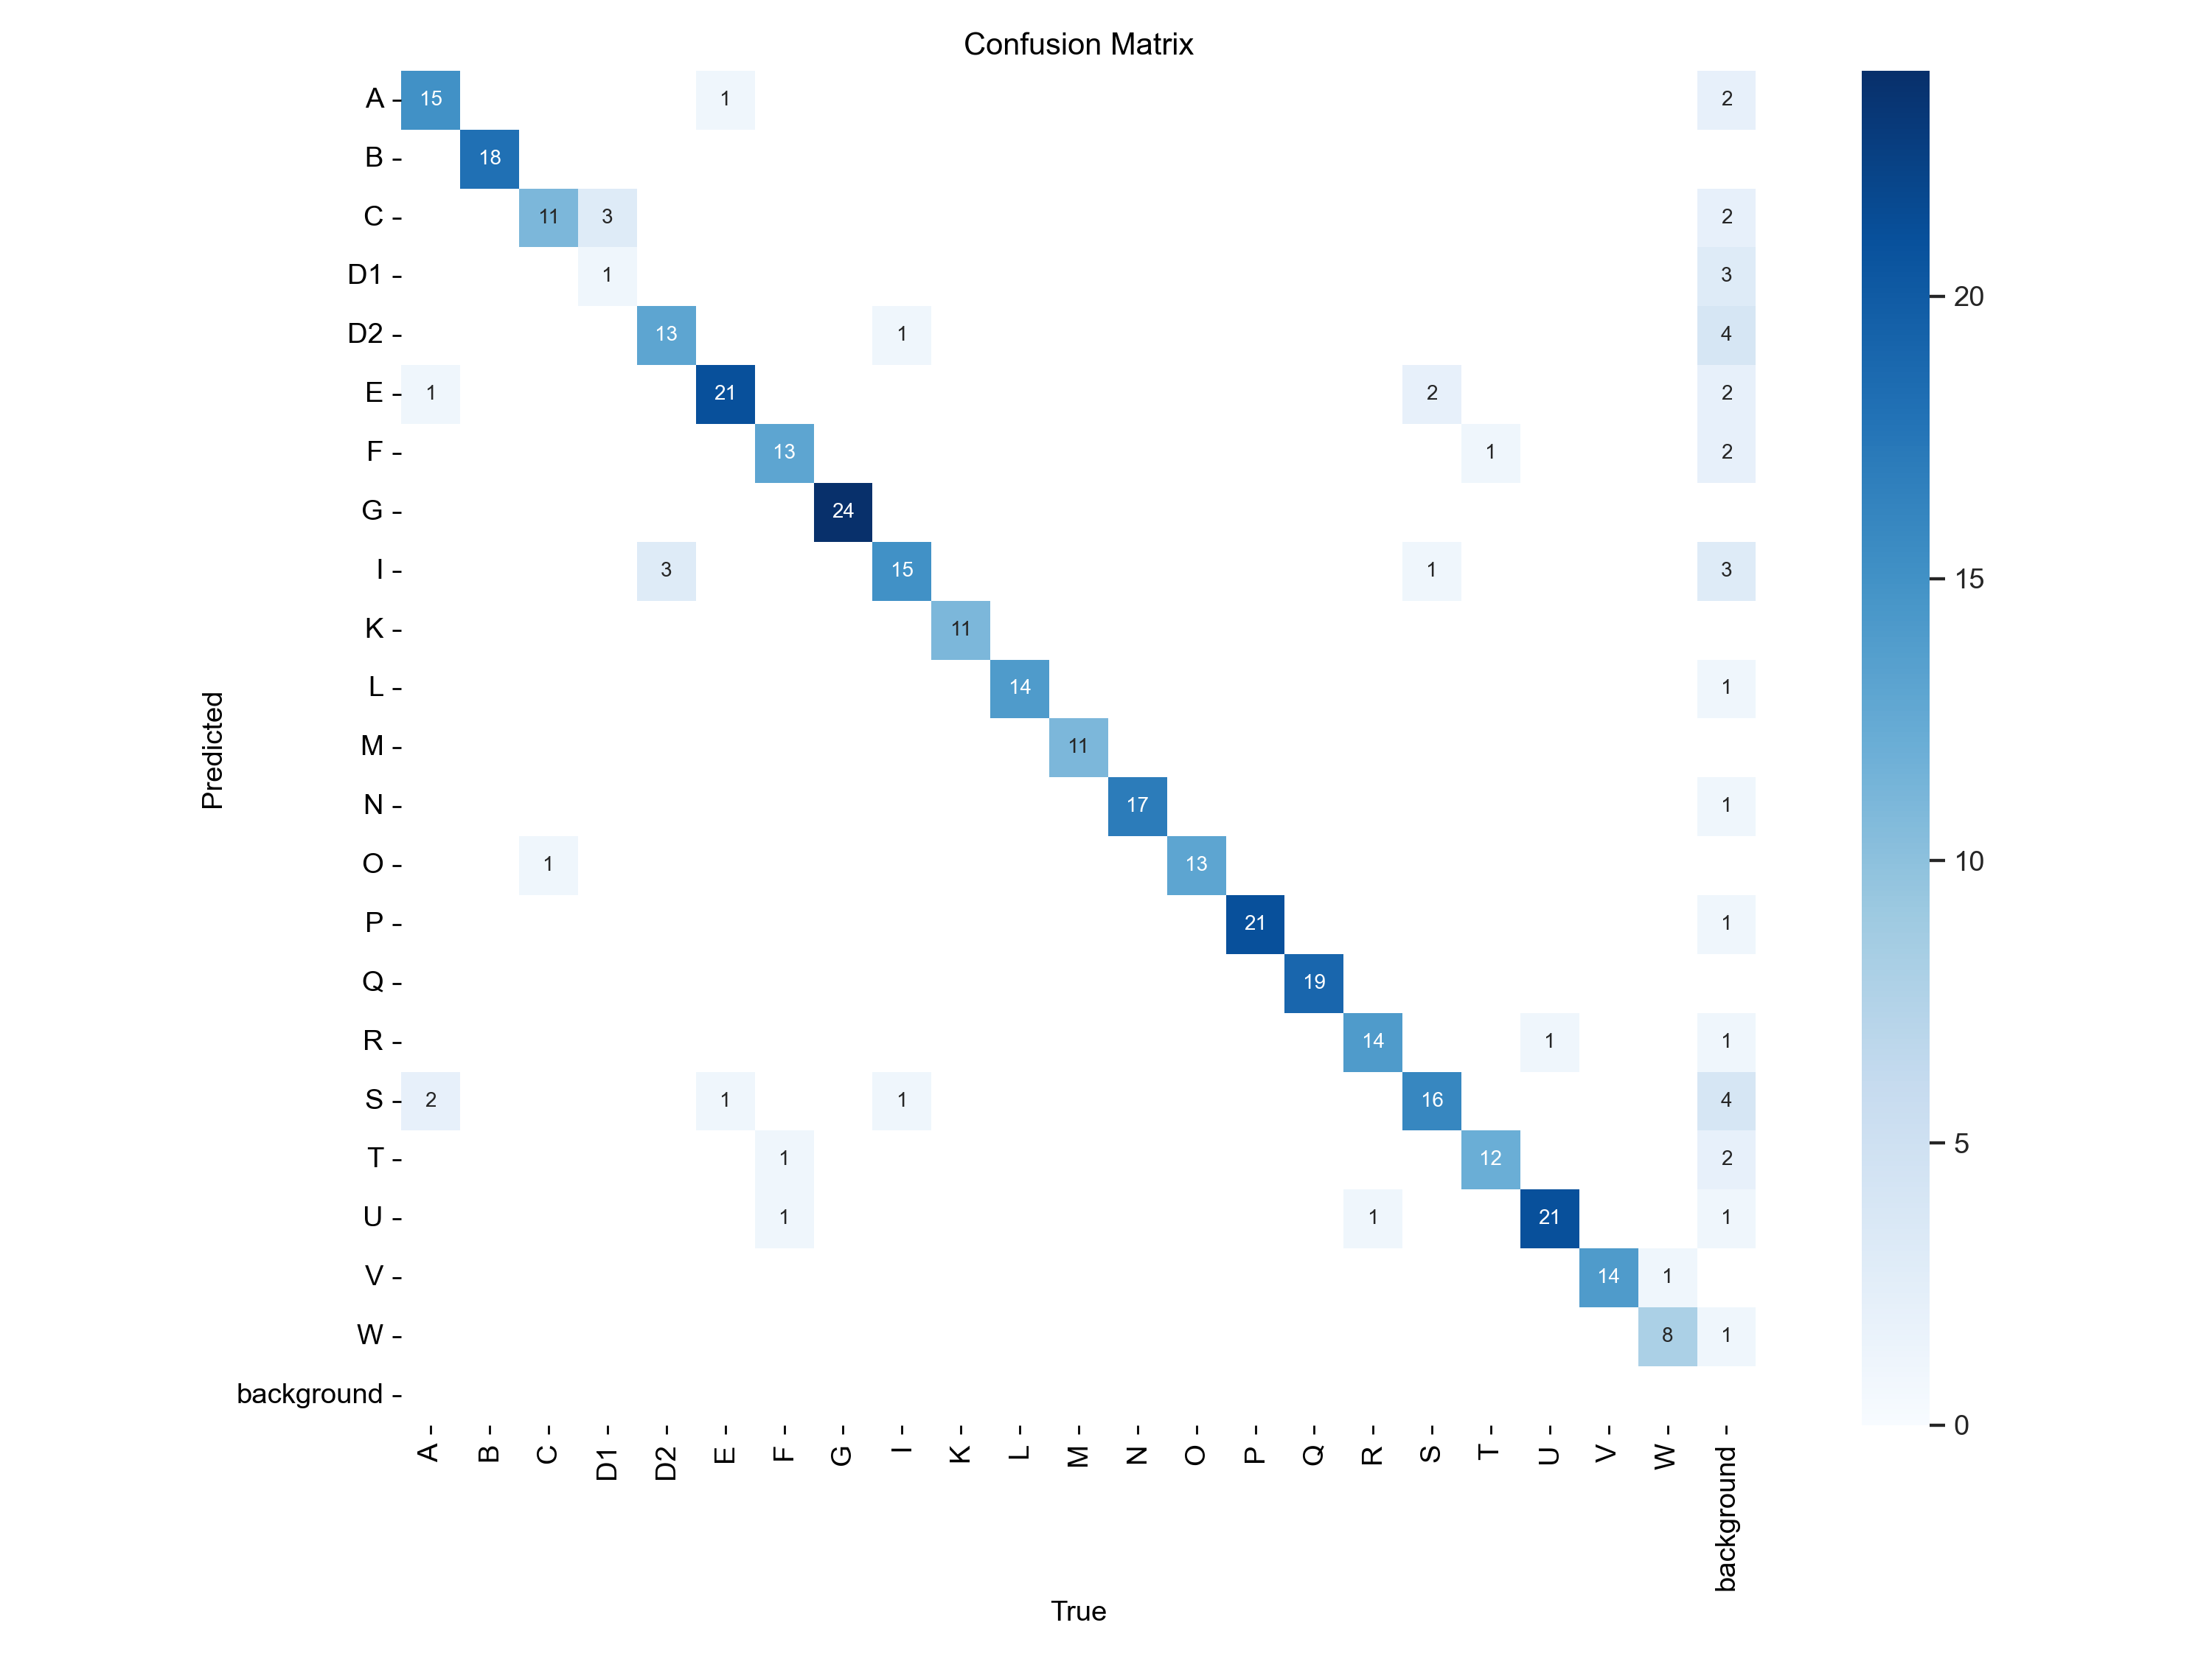 Confusion Matrix
A 15 1 2
B 18
C 11 3 2
D1 1 3
D2 13 1 4
E 1 21 2 2
F 13 1 2
G 24
I 3 15 1 3
K 11
L 14 1
M 11
N 17 1
O 1 13
P 21 1
Q 19
R 14 1 1
S 2 1 1 16 4
T 1 12 2
U 1 1 21 1
V 14 1
W 8 1
background
A B C D1 D2 E F G I K L M N O P Q R S T U V W background
Predicted
True
20
15
10
5
0